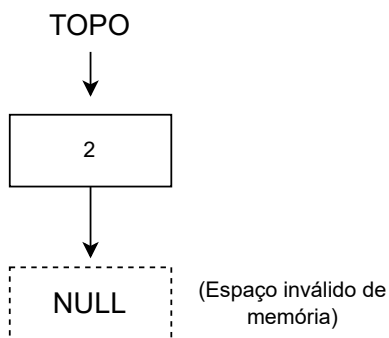 TOPO
2
NULL
(Espaço inválido de
memória)